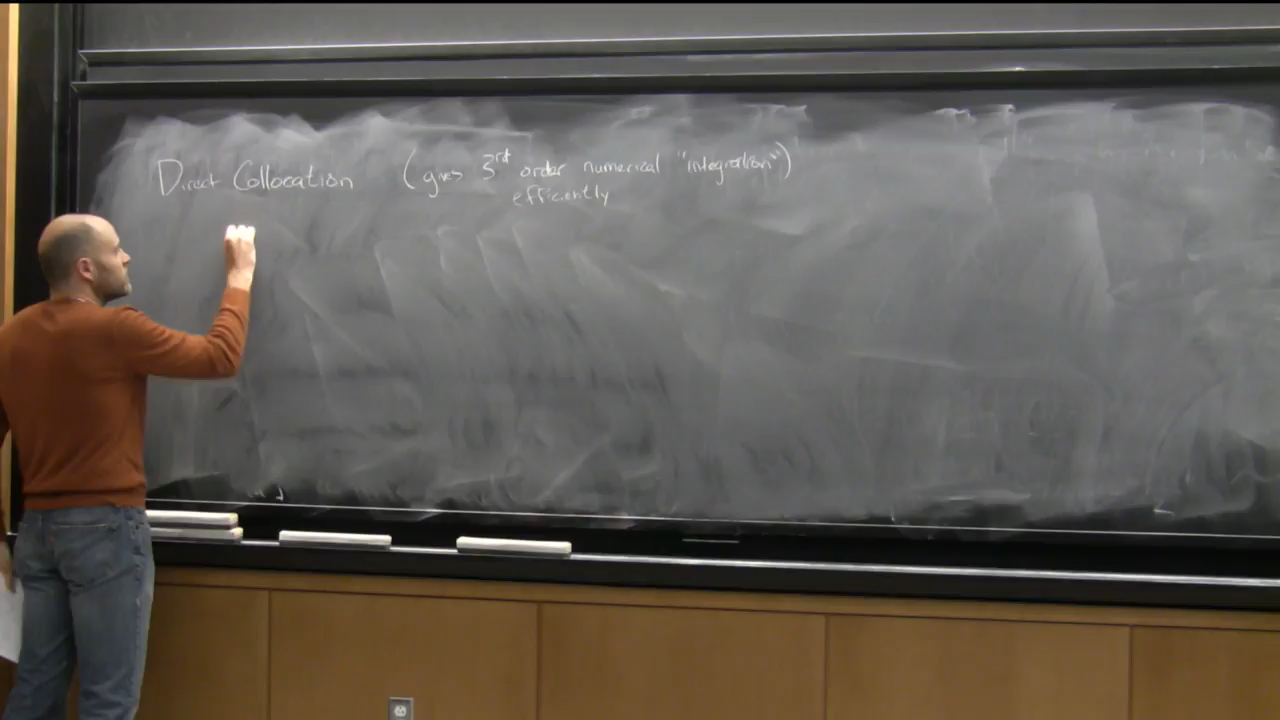 Direct Collocation (gives 3rd order numerical "integration")
efficiently